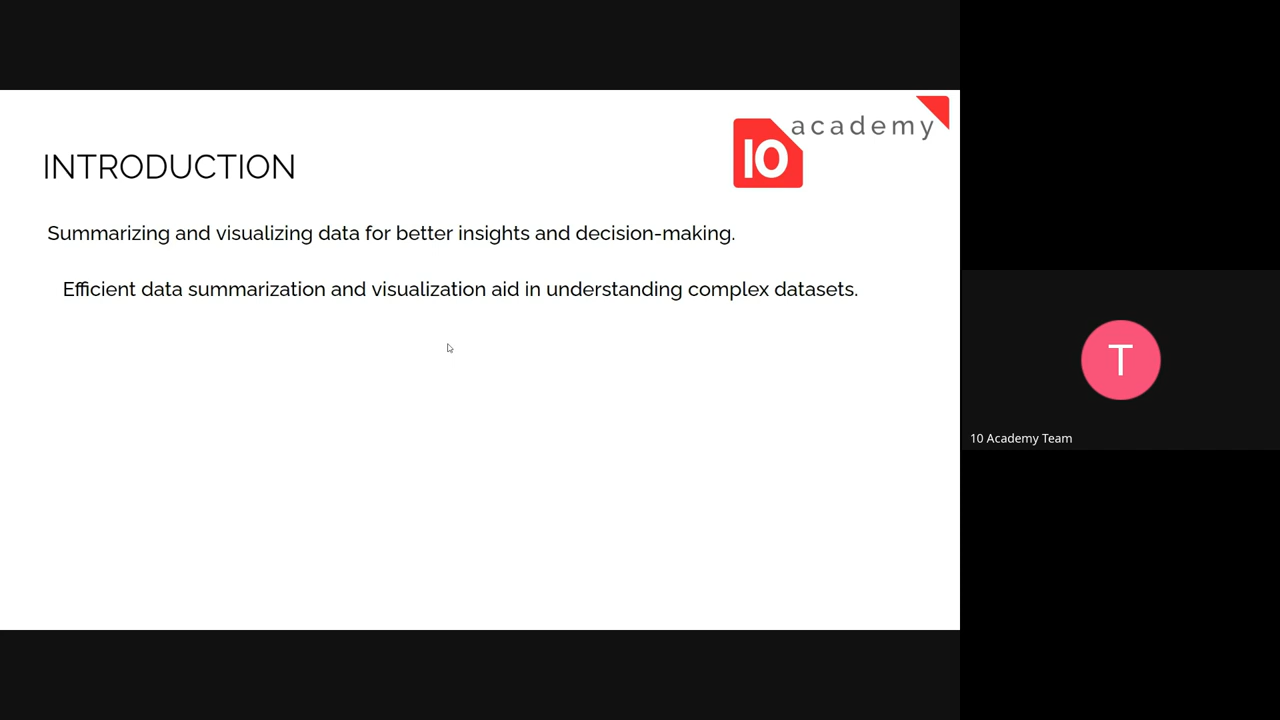 academy
10
INTRODUCTION
Summarizing and visualizing data for better insights and decision-making.
Efficient data summarization and visualization aid in understanding complex datasets.
T
10 Academy Team